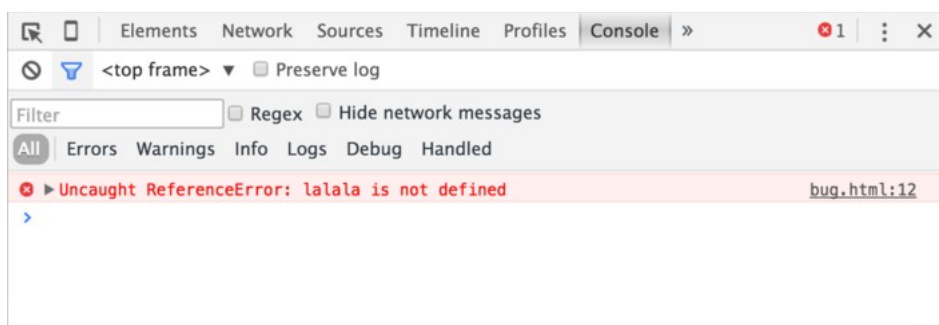 Elements Network Sources Timeline Profiles Console » 1
<top frame> ▼ Preserve log
Filter Regex Hide network messages
All Errors Warnings Info Logs Debug Handled
Uncaught ReferenceError: lalala is not defined bug.html:12
>